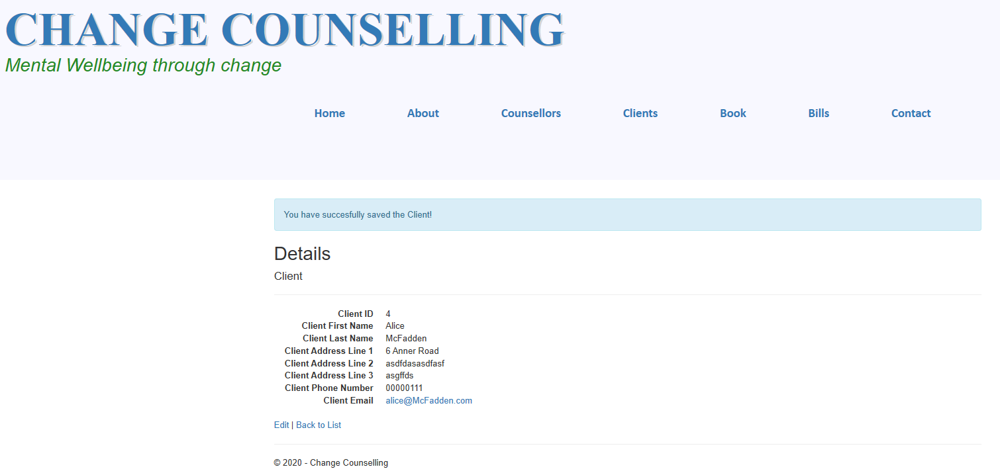 CHANGE COUNSELLING
Mental Wellbeing through change
Home About Counsellors Clients Book Bills Contact
You have succesfully saved the Client!
Details
Client
Client ID 4
Client First Name Alice
Client Last Name McFadden
Client Address Line 1 6 Anner Road
Client Address Line 2 asdfdasasdfasf
Client Address Line 3 asgffds
Client Phone Number 00000111
Client Email alice@McFadden.com
Edit | Back to List
© 2020 - Change Counselling